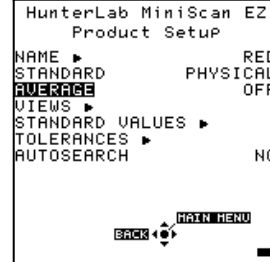 HunterLab MiniScan EZ
Product Setup
NAME ▶ RED
STANDARD PHYSICAL
AVERAGE OFF
VIEWS ▶
STANDARD VALUES ▶
TOLERANCES ▶
AUTOSEARCH NO
MAIN MENU
BACK